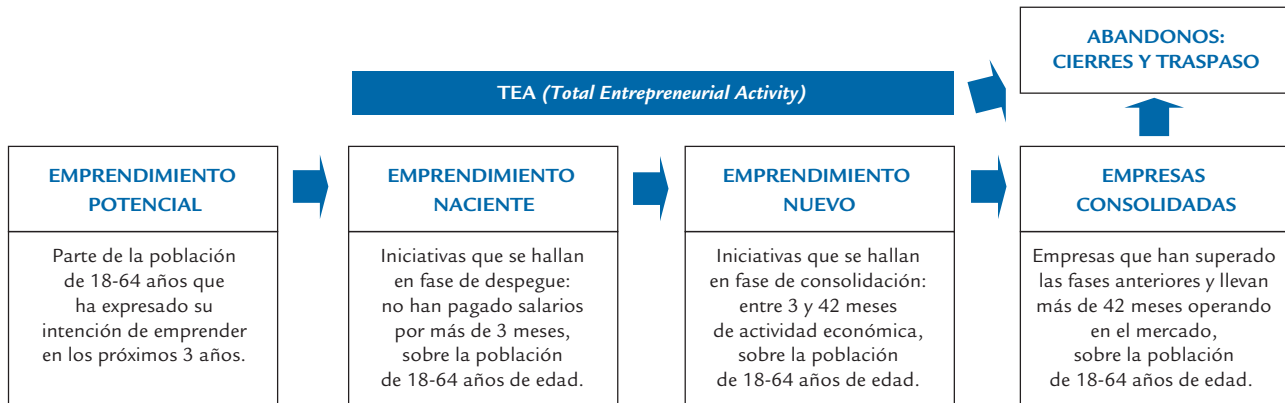 ABANDONOS:
CIERRES Y TRASPASO
TEA (Total Entrepreneurial Activity)
EMPRENDIMIENTO
POTENCIAL
Parte de la población
de 18-64 años que
ha expresado su
intención de emprender
en los próximos 3 años.
EMPRENDIMIENTO
NACIENTE
Iniciativas que se hallan
en fase de despegue:
no han pagado salarios
por más de 3 meses,
sobre la población
de 18-64 años de edad.
EMPRENDIMIENTO
NUEVO
Iniciativas que se hallan
en fase de consolidación:
entre 3 y 42 meses
de actividad económica,
sobre la población
de 18-64 años de edad.
EMPRESAS
CONSOLIDADAS
Empresas que han superado
las fases anteriores y llevan
más de 42 meses operando
en el mercado,
sobre la población
de 18-64 años de edad.